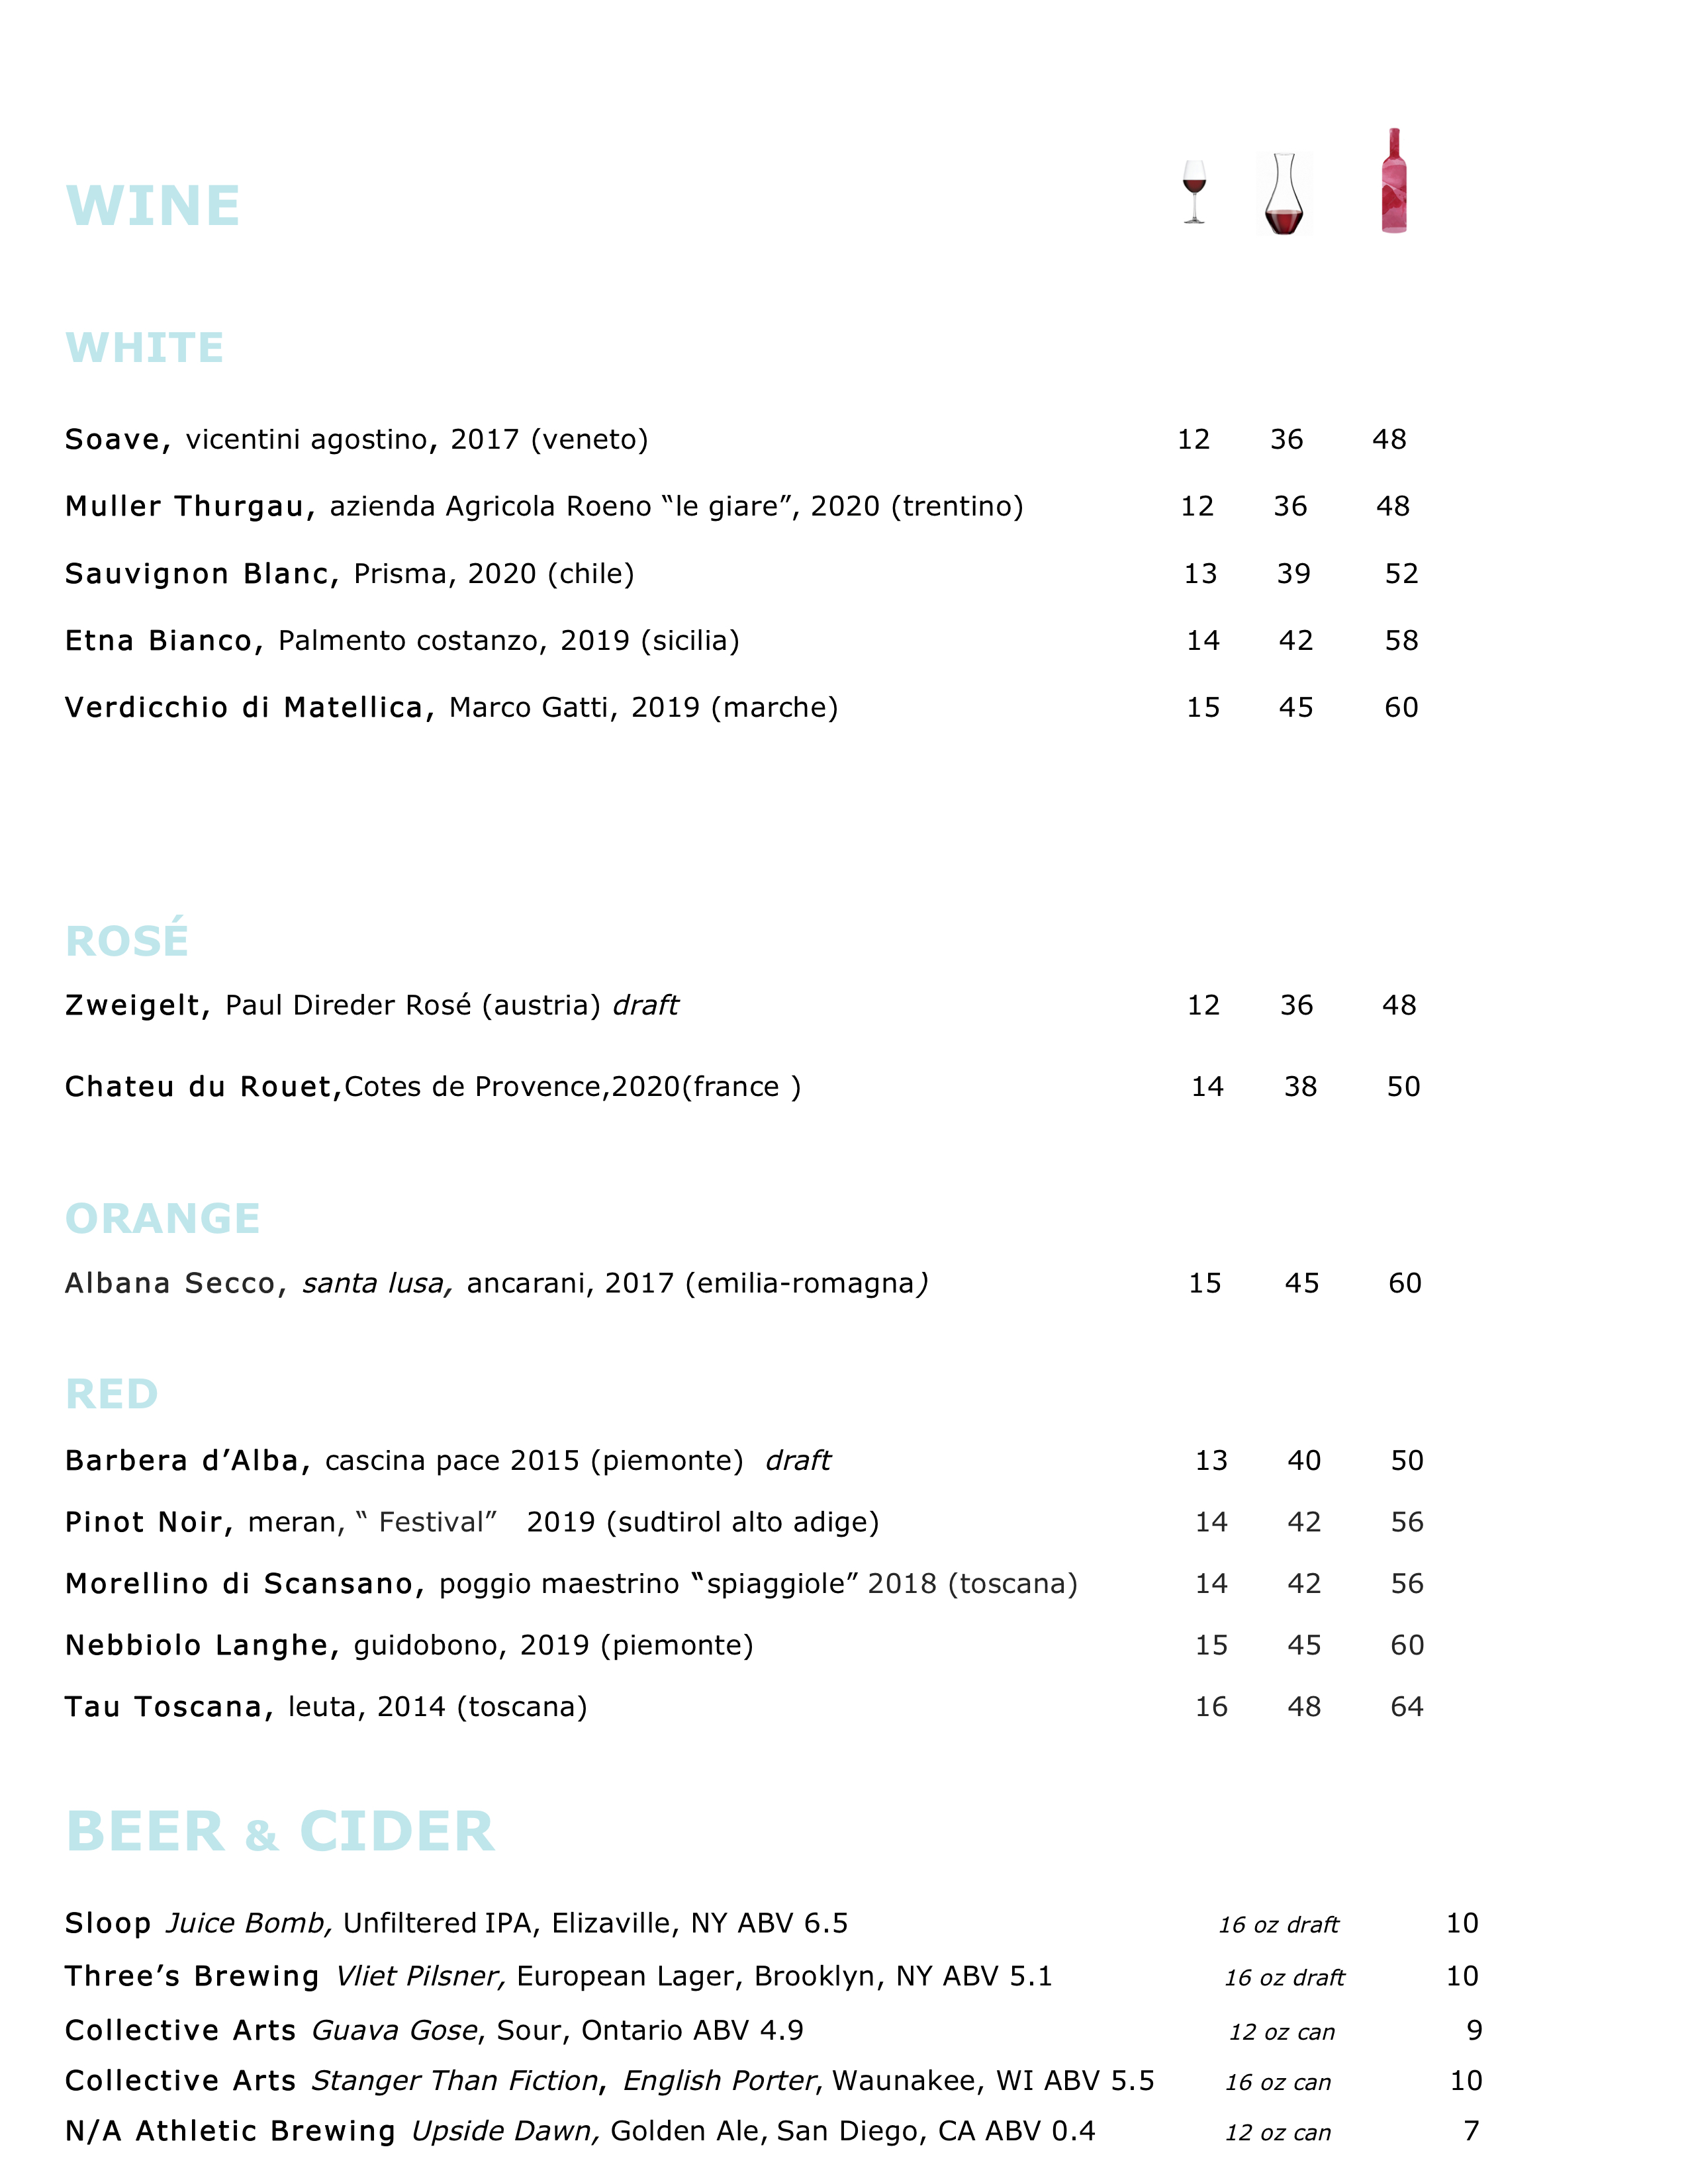 WINE
WHITE
Soave, vicentini agostino, 2017 (veneto) 12 36 48
Muller Thurgau, azienda Agricola Roeno “le giare”, 2020 (trentino) 12 36 48
Sauvignon Blanc, Prisma, 2020 (chile) 13 39 52
Etna Bianco, Palmento costanzo, 2019 (sicilia) 14 42 58
Verdicchio di Matellica, Marco Gatti, 2019 (marche) 15 45 60
ROSÉ
Zweigelt, Paul Direder Rosé (austria) draft 12 36 48
Chateu du Rouet,Cotes de Provence,2020(france ) 14 38 50
ORANGE
Albana Secco, santa lusa, ancarani, 2017 (emilia-romagna) 15 45 60
RED
Barbera d’Alba, cascina pace 2015 (piemonte) draft 13 40 50
Pinot Noir, meran, “ Festival” 2019 (sudtirol alto adige) 14 42 56
Morellino di Scansano, poggio maestrino “spiaggiole” 2018 (toscana) 14 42 56
Nebbiolo Langhe, guidobono, 2019 (piemonte) 15 45 60
Tau Toscana, leuta, 2014 (toscana) 16 48 64
BEER & CIDER
Sloop Juice Bomb, Unfiltered IPA, Elizaville, NY ABV 6.5 16 oz draft 10
Three’s Brewing Vliet Pilsner, European Lager, Brooklyn, NY ABV 5.1 16 oz draft 10
Collective Arts Guava Gose, Sour, Ontario ABV 4.9 12 oz can 9
Collective Arts Stanger Than Fiction, English Porter, Waunakee, WI ABV 5.5 16 oz can 10
N/A Athletic Brewing Upside Dawn, Golden Ale, San Diego, CA ABV 0.4 12 oz can 7